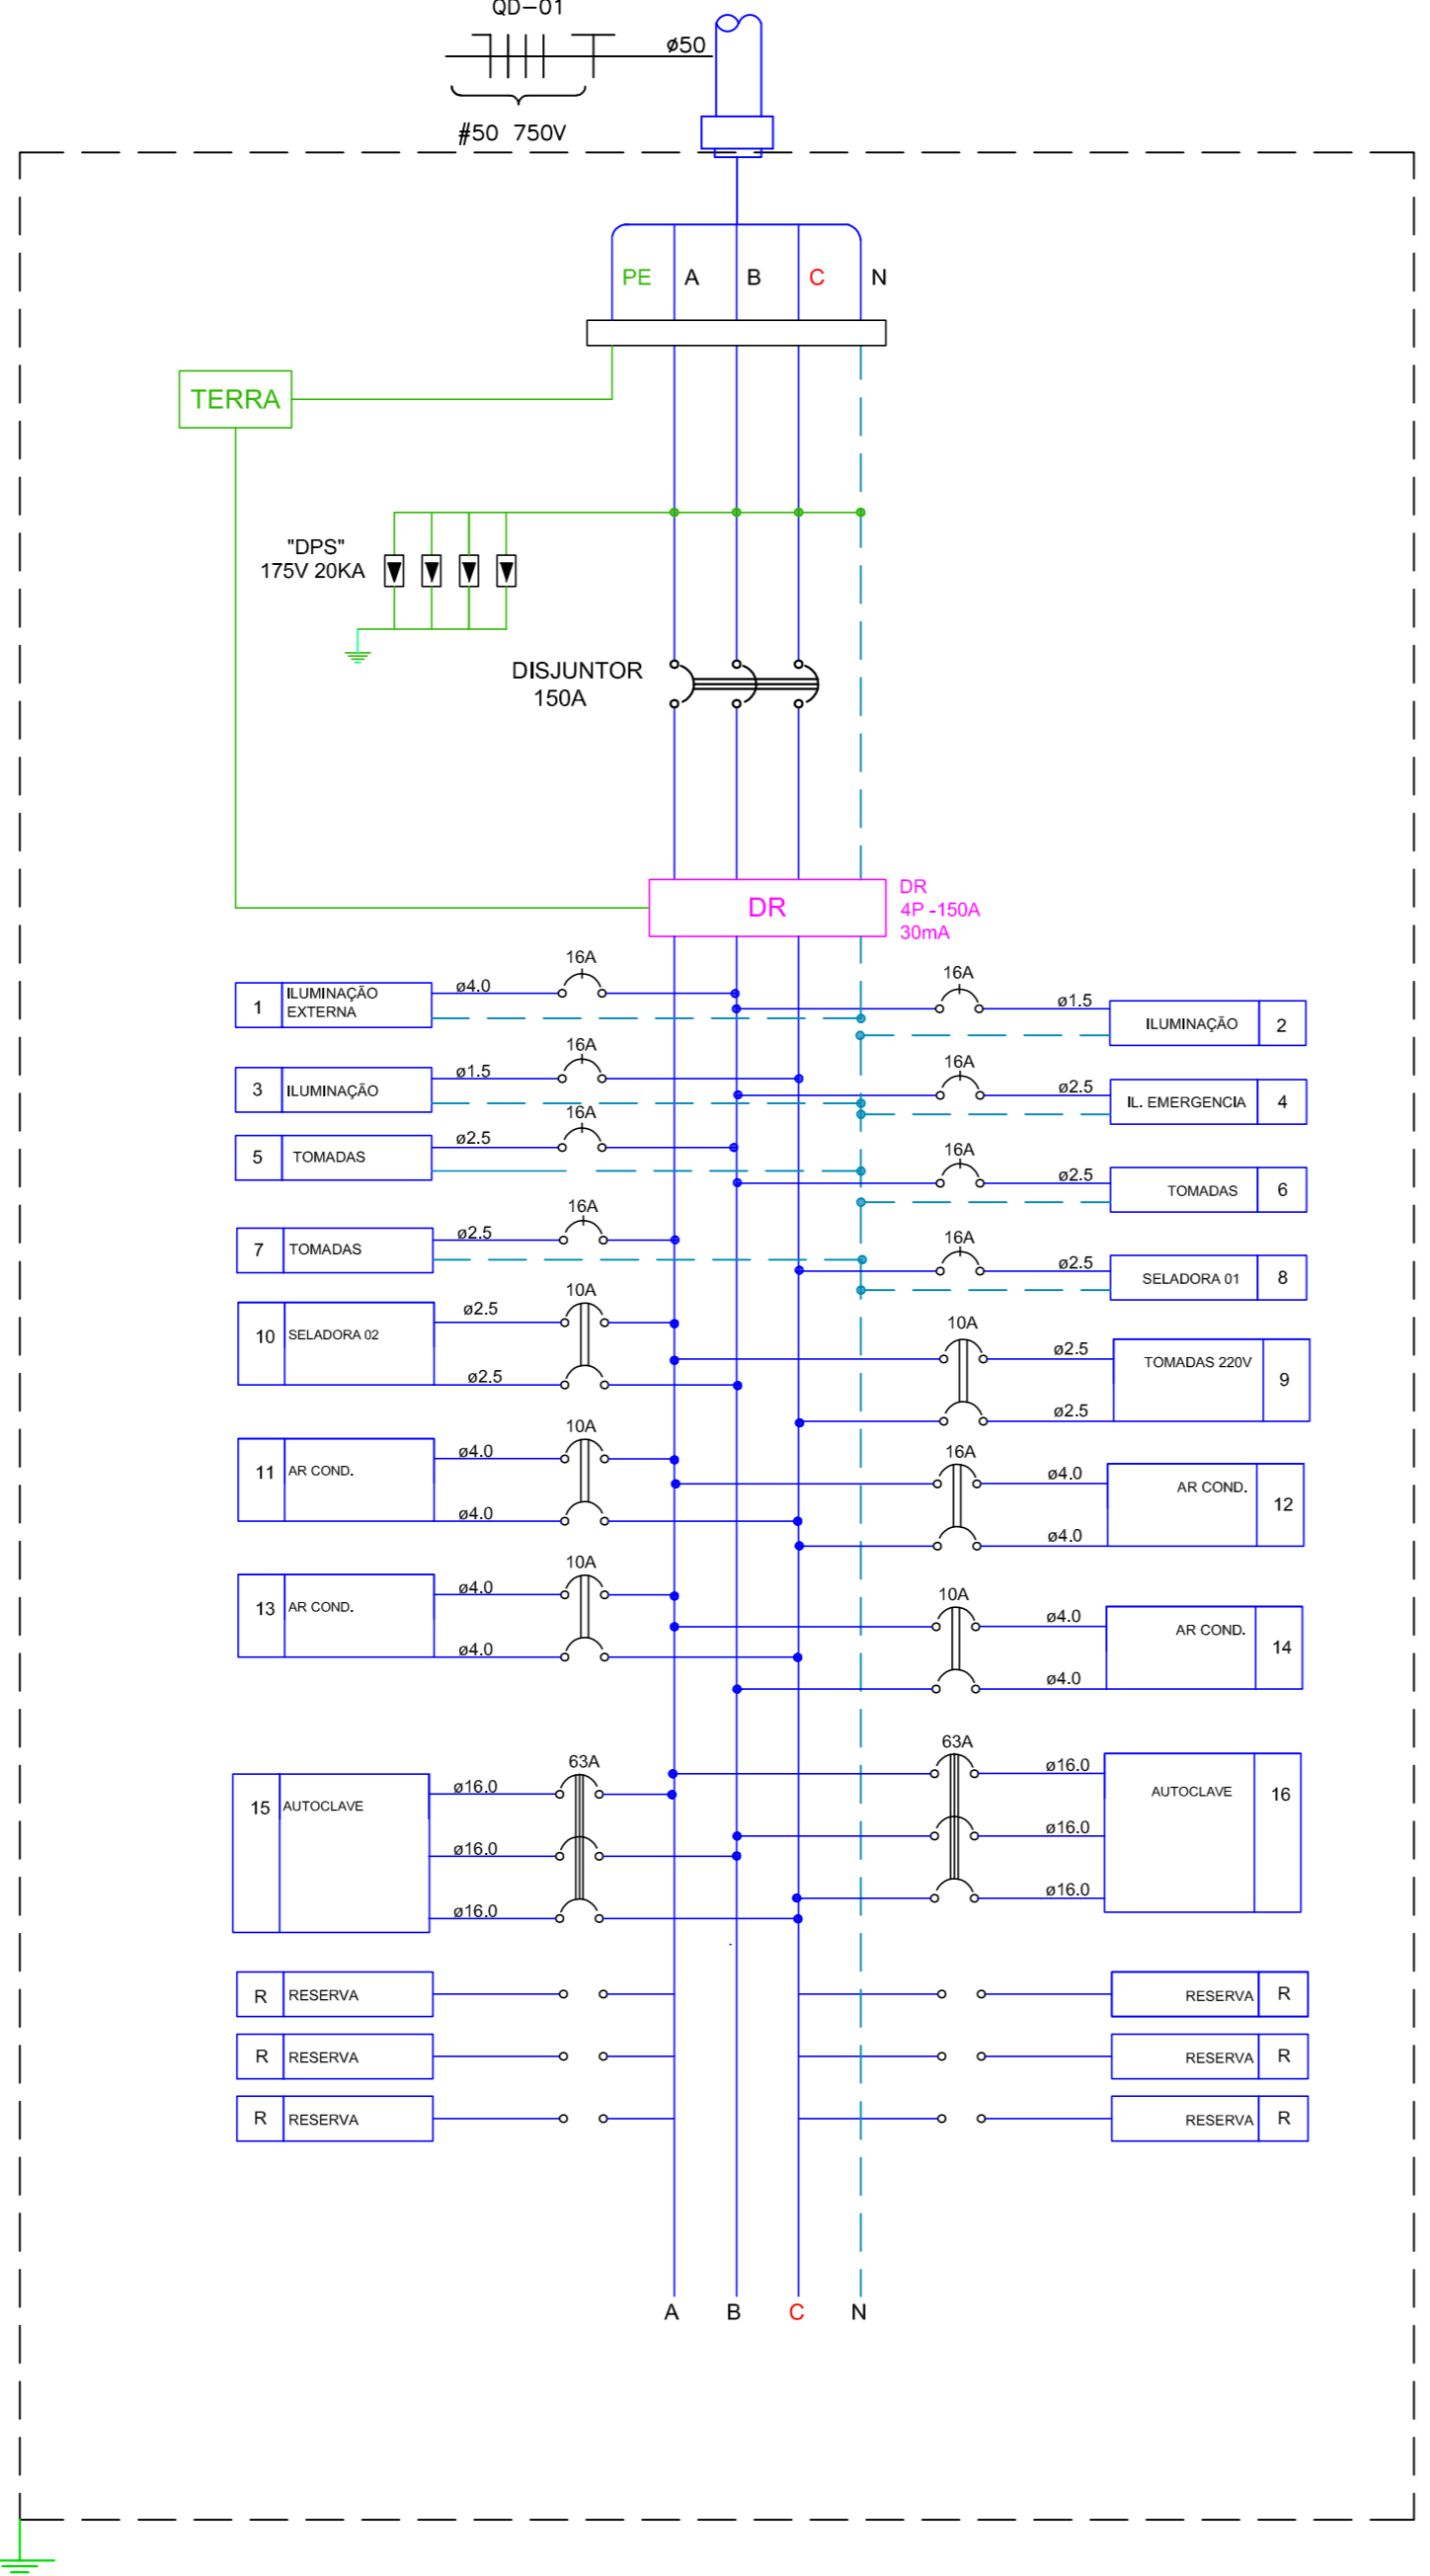 QD-01
ø50
#50 750V
PE A B C N
TERRA
"DPS"
175V 20KA
DISJUNTOR
150A
DR
DR
4P -150A
30mA
1 ILUMINAÇÃO
EXTERNA
ø4.0
16A
16A
ø1.5
ILUMINAÇÃO 2
3 ILUMINAÇÃO
ø1.5
16A
16A
ø2.5
IL. EMERGENCIA 4
5 TOMADAS
ø2.5
16A
16A
ø2.5
TOMADAS 6
7 TOMADAS
ø2.5
16A
16A
ø2.5
SELADORA 01 8
10 SELADORA 02
ø2.5
10A
ø2.5
10A
ø2.5
TOMADAS 220V 9
ø2.5
11 AR COND.
ø4.0
10A
ø4.0
16A
ø4.0
AR COND. 12
ø4.0
13 AR COND.
ø4.0
10A
ø4.0
10A
ø4.0
AR COND. 14
ø4.0
15 AUTOCLAVE
ø16.0
63A
ø16.0
ø16.0
63A
ø16.0
AUTOCLAVE 16
ø16.0
ø16.0
R RESERVA
RESERVA R
R RESERVA
RESERVA R
R RESERVA
RESERVA R
A B C N